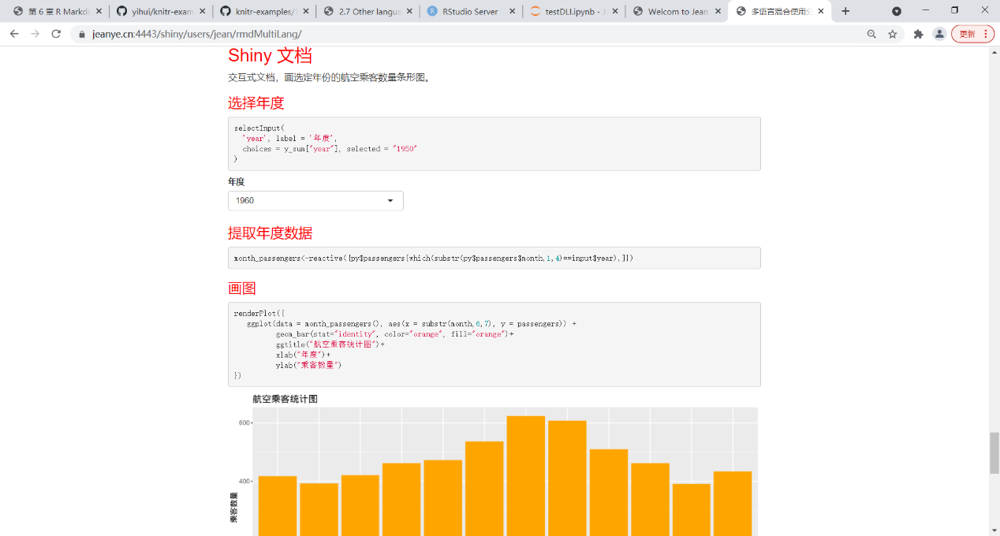 第 6 章 R Markdo
yihui/knitr-exam
knitr-examples/
2.7 Other langua
RStudio Server
testDLI.ipynb - J
Welcom to Jean
多语言混合使用分
jeanye.cn:4443/shiny/users/jean/rmdMultiLang/
更新
Shiny 文档
交互式文档，画选定年份的航空乘客数量条形图。
选择年度
selectInput(
'year', label = '年度',
choices = y_sum["year"], selected = "1950"
)
年度
1960
提取年度数据
month_passengers<-reactive({py$passengers[which(substr(py$passengers$month,1,4)==input$year),]})
画图
renderPlot({
ggplot(data = month_passengers(), aes(x = substr(month,6,7), y = passengers)) +
geom_bar(stat="identity", color="orange", fill="orange")+
ggtitle("航空乘客统计图")+
xlab("年度")+
ylab("乘客数量")
})
航空乘客统计图
600
400
乘客数量